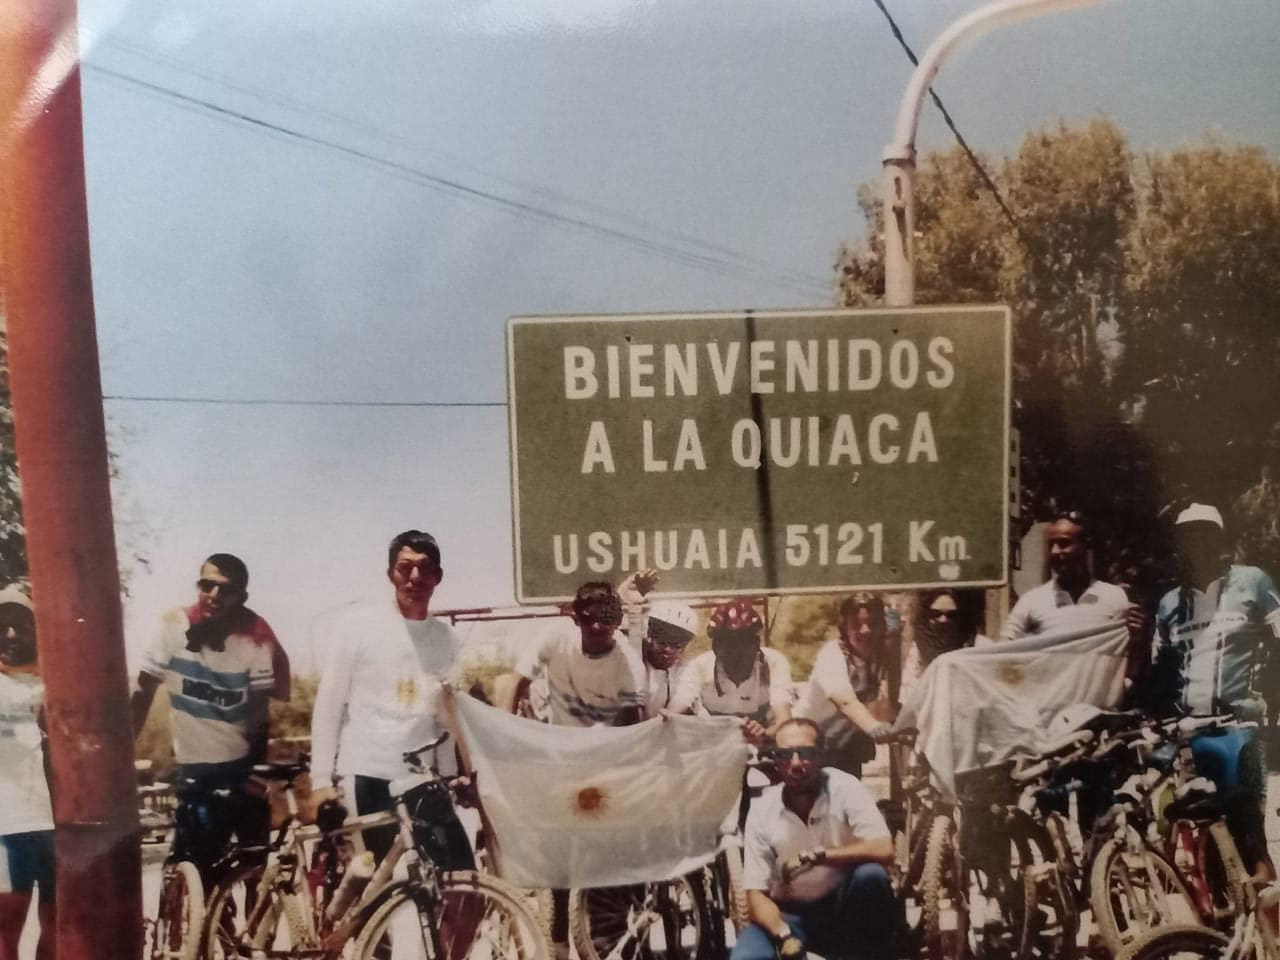 BIENVENIDOS
A LA QUIACA
USHUAIA 5121 Km.